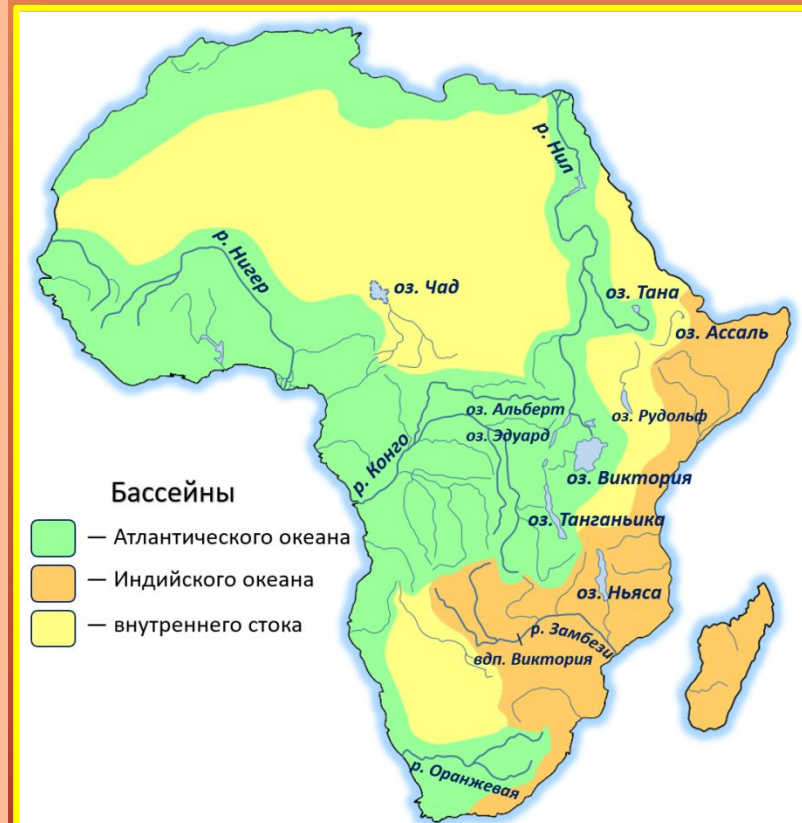 р. Нил
р. Нигер
оз. Чад
оз. Тана
оз. Ассаль
оз. Альберт
оз. Рудольф
оз. Эдуард
р. Конго
оз. Виктория
оз. Танганьика
оз. Ньяса
р. Замбези
вдп. Виктория
р. Оранжевая
Бассейны
— Атлантического океана
— Индийского океана
— внутреннего стока